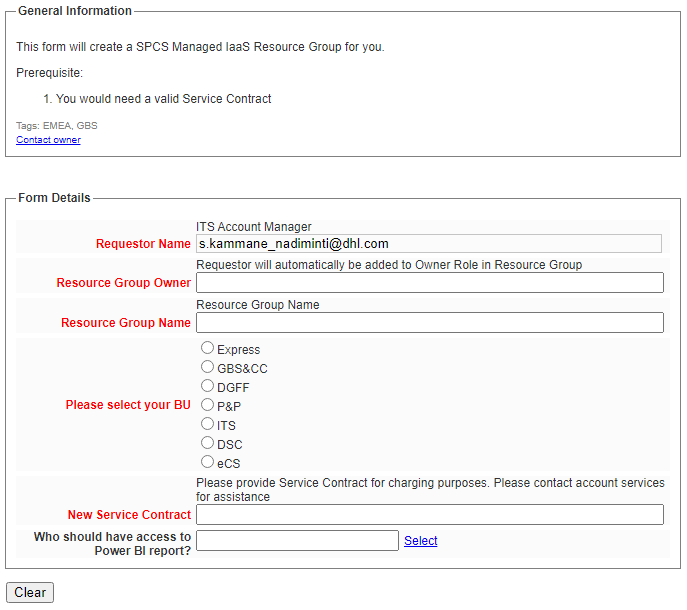 General Information
This form will create a SPCS Managed IaaS Resource Group for you.
Prerequisite:
1. You would need a valid Service Contract
Tags: EMEA, GBS
Contact owner
Form Details
ITS Account Manager
Requestor Name s.kammane_nadiminti@dhl.com
Requestor will automatically be added to Owner Role in Resource Group
Resource Group Owner
Resource Group Name
Resource Group Name
Express
GBS&CC
DGFF
Please select your BU P&P
ITS
DSC
eCS
Please provide Service Contract for charging purposes. Please contact account services
for assistance
New Service Contract
Who should have access to
Power BI report? Select
Clear